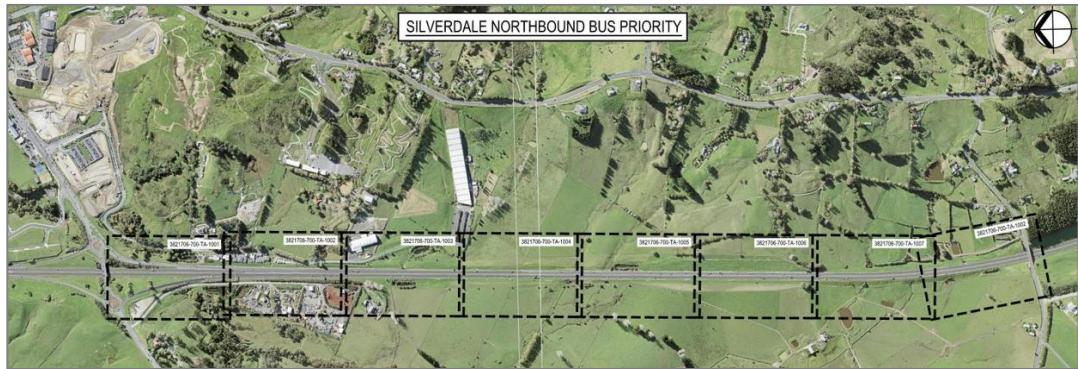 SILVERDALE NORTHBOUND BUS PRIORITY
3821706-700-TA-1001
3821706-700-TA-1002
3821706-700-TA-1003
3821706-700-TA-1004
3821706-700-TA-1005
3821706-700-TA-1006
3821706-700-TA-1007
3821706-700-TA-1002